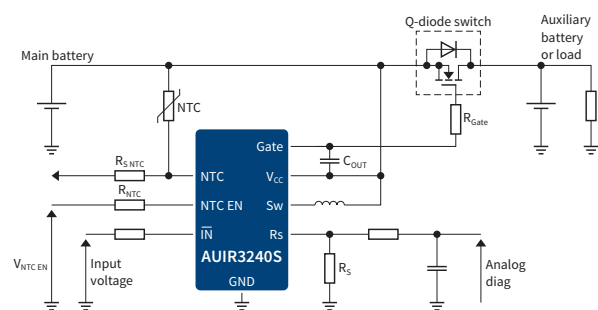 Q-diode switch
Auxiliary
battery
or load
Main battery
NTC
R_Gate
Gate
C_OUT
R_S NTC
NTC
V_CC
R_NTC
NTC EN
Sw
I̅N̅
Rs
AUIR3240S
R_S
V_NTC EN
Input
voltage
Analog
diag
GND